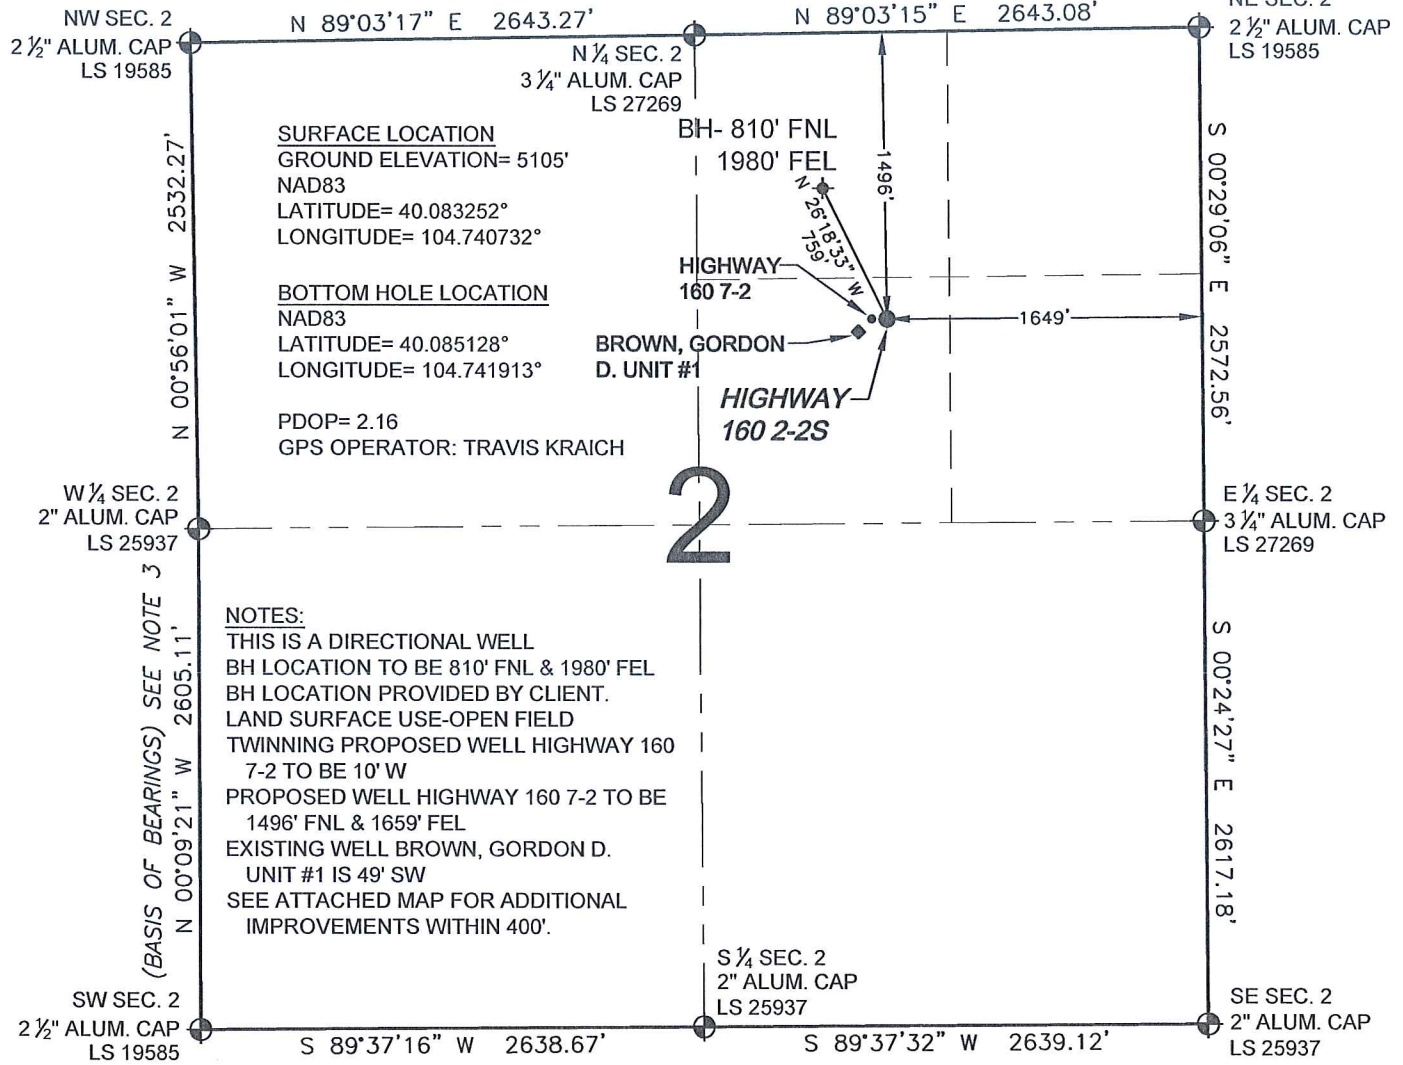 NW SEC. 2
2 ½" ALUM. CAP
LS 19585
N 89°03'17" E 2643.27'
N ¼ SEC. 2
3 ¼" ALUM. CAP
LS 27269
N 89°03'15" E 2643.08'
NE SEC. 2
2 ½" ALUM. CAP
LS 19585
SURFACE LOCATION
GROUND ELEVATION= 5105'
NAD83
LATITUDE= 40.083252°
LONGITUDE= 104.740732°
BOTTOM HOLE LOCATION
NAD83
LATITUDE= 40.085128°
LONGITUDE= 104.741913°
PDOP= 2.16
GPS OPERATOR: TRAVIS KRAICH
BH- 810' FNL
1980' FEL
1496'
N 26°18'33" W
759'
HIGHWAY
160 7-2
1649'
BROWN, GORDON
D. UNIT #1
HIGHWAY
160 2-2S
N 00°56'01" W 2532.27'
S 00°29'06" E 2572.56'
W ¼ SEC. 2
2" ALUM. CAP
LS 25937
2
E ¼ SEC. 2
3 ¼" ALUM. CAP
LS 27269
NOTES:
THIS IS A DIRECTIONAL WELL
BH LOCATION TO BE 810' FNL & 1980' FEL
BH LOCATION PROVIDED BY CLIENT.
LAND SURFACE USE-OPEN FIELD
TWINNING PROPOSED WELL HIGHWAY 160
7-2 TO BE 10' W
PROPOSED WELL HIGHWAY 160 7-2 TO BE
1496' FNL & 1659' FEL
EXISTING WELL BROWN, GORDON D.
UNIT #1 IS 49' SW
SEE ATTACHED MAP FOR ADDITIONAL
IMPROVEMENTS WITHIN 400'.
(BASIS OF BEARINGS) SEE NOTE 3
N 00°09'21" W 2605.11'
S 00°24'27" E 2617.18'
SW SEC. 2
2 ½" ALUM. CAP
LS 19585
S 89°37'16" W 2638.67'
S ¼ SEC. 2
2" ALUM. CAP
LS 25937
S 89°37'32" W 2639.12'
SE SEC. 2
2" ALUM. CAP
LS 25937